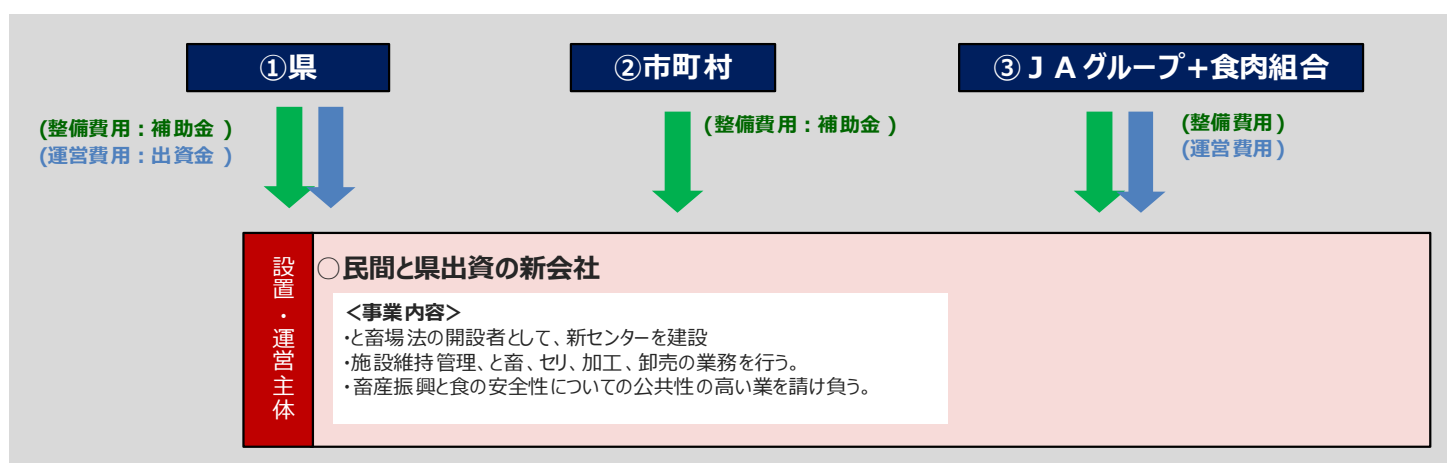 ①県
②市町村
③ＪＡグループ＋食肉組合
(整備費用：補助金)
(運営費用：出資金)
(整備費用：補助金)
(整備費用)
(運営費用)
設置・運営主体
○民間と県出資の新会社
＜事業内容＞
・と畜場法の開設者として、新センターを建設
・施設維持管理、と畜、セリ、加工、卸売の業務を行う。
・畜産振興と食の安全性についての公共性の高い業を請け負う。